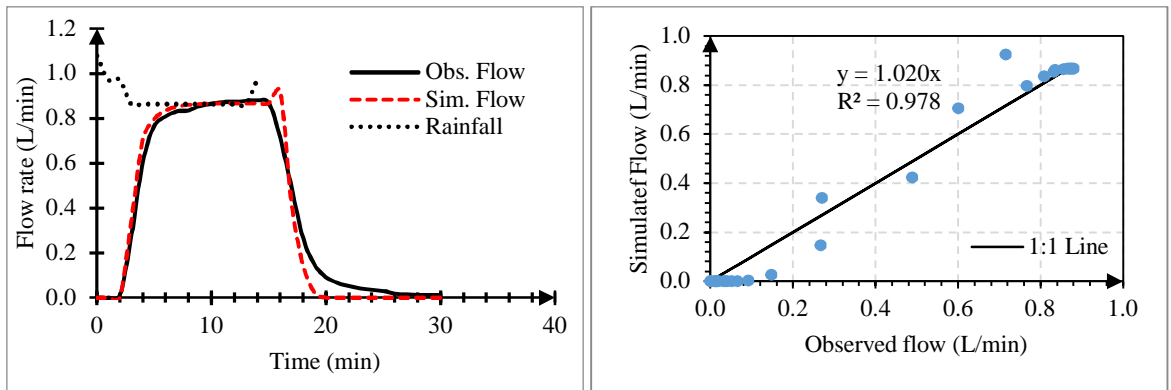 1.2
1.0
0.8
0.6
0.4
0.2
0.0
Flow rate (L/min)
Obs. Flow
Sim. Flow
Rainfall
0 10 20 30 40
Time (min)
1.0
0.8
0.6
0.4
0.2
0.0
Simulatef Flow (L/min)
y = 1.020x
R² = 0.978
1:1 Line
0.0 0.2 0.4 0.6 0.8 1.0
Observed flow (L/min)